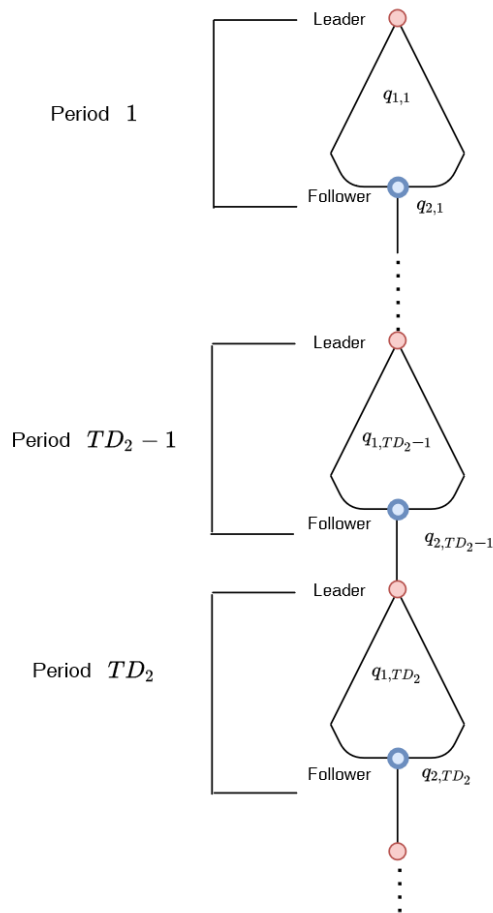 Leader
q₁,₁
Period 1
Follower
q₂,₁
Leader
Period TD₂ − 1
q₁,TD₂−1
Follower
q₂,TD₂−1
Leader
Period TD₂
q₁,TD₂
Follower
q₂,TD₂